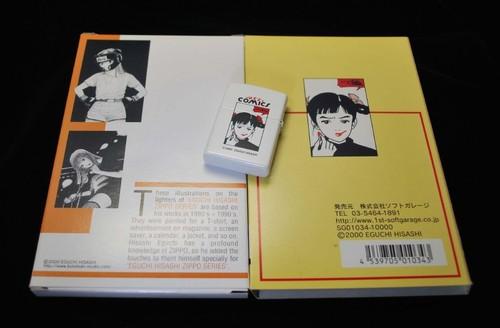 These illustrations on the
lighters of "EGUCHI HISASHI
ZIPPO SERIES" are based on
his works in 1980's ~ 1990's.
They were painted for a T-shirt, an
advertisement on magazine, a screen
saver, a calendar, a jacket, and so on.
Hisashi Eguchi has a profound
knowledge of ZIPPO, so he added the
touches to them himself specially for
"EGUCHI HISASHI ZIPPO SERIES".
©2000 EGUCHI HISASHI
COMICS
発売元 株式会社ソフトガレージ
TEL 03-5464-1891
http://www.1st-softgarage.co.jp
SG01034-10000
©2000 EGUCHI HISASHI
4 539705 010343